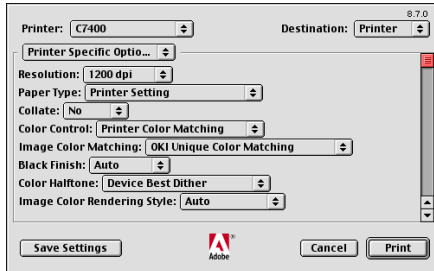 8.7.0
Printer: C7400 Destination: Printer
Printer Specific Optio...
Resolution: 1200 dpi
Paper Type: Printer Setting
Collate: No
Color Control: Printer Color Matching
Image Color Matching: OKI Unique Color Matching
Black Finish: Auto
Color Halftone: Device Best Dither
Image Color Rendering Style: Auto
Save Settings Adobe Cancel Print